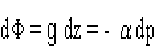 dΦ = g dz = - α dp